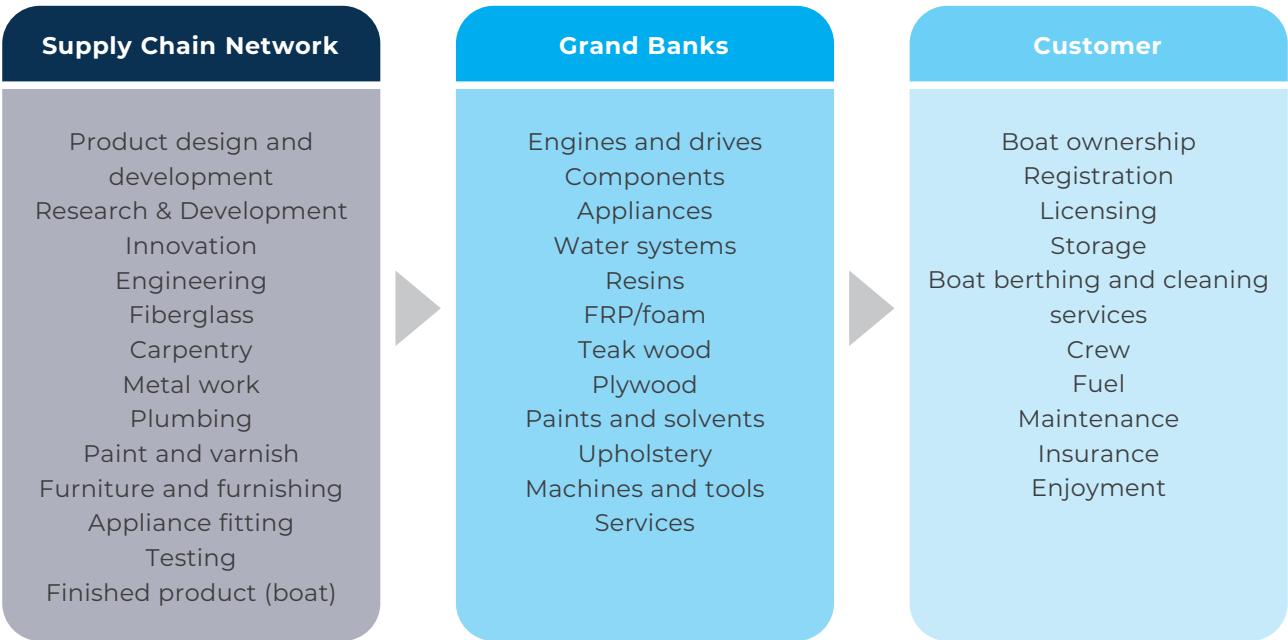 Supply Chain Network
Product design and
development
Research & Development
Innovation
Engineering
Fiberglass
Carpentry
Metal work
Plumbing
Paint and varnish
Furniture and furnishing
Appliance fitting
Testing
Finished product (boat)
Grand Banks
Engines and drives
Components
Appliances
Water systems
Resins
FRP/foam
Teak wood
Plywood
Paints and solvents
Upholstery
Machines and tools
Services
Customer
Boat ownership
Registration
Licensing
Storage
Boat berthing and cleaning
services
Crew
Fuel
Maintenance
Insurance
Enjoyment